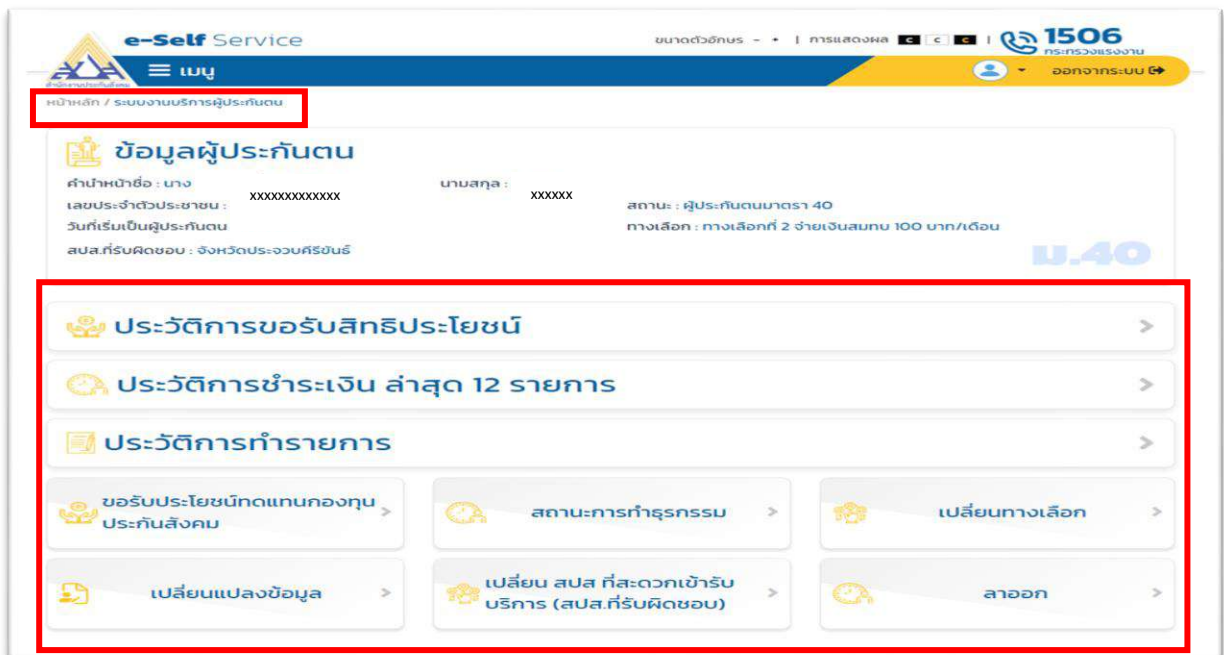 e-Self Service
ขนาดตัวอักษร - + | การแสดงผล C C C | 1506
กระทรวงแรงงาน
เมนู
ออกจากระบบ
สำนักงานประกันสังคม
หน้าหลัก / ระบบงานบริการผู้ประกันตน
ข้อมูลผู้ประกันตน
คำนำหน้าชื่อ : นาง xxxxxxxxxxxxx นามสกุล : xxxxxx
เลขประจำตัวประชาชน : สถานะ : ผู้ประกันตนมาตรา 40
วันที่เริ่มเป็นผู้ประกันตน ทางเลือก : ทางเลือกที่ 2 จ่ายเงินสมทบ 100 บาท/เดือน
สปส.ที่รับผิดชอบ : จังหวัดประจวบคีรีขันธ์
ม.40
ประวัติการขอรับสิทธิประโยชน์
ประวัติการชำระเงิน ล่าสุด 12 รายการ
ประวัติการทำรายการ
ขอรับประโยชน์ทดแทนกองทุน
ประกันสังคม
สถานะการทำธุรกรรม
เปลี่ยนทางเลือก
เปลี่ยนแปลงข้อมูล
เปลี่ยน สปส ที่สะดวกเข้ารับ
บริการ (สปส.ที่รับผิดชอบ)
ลาออก